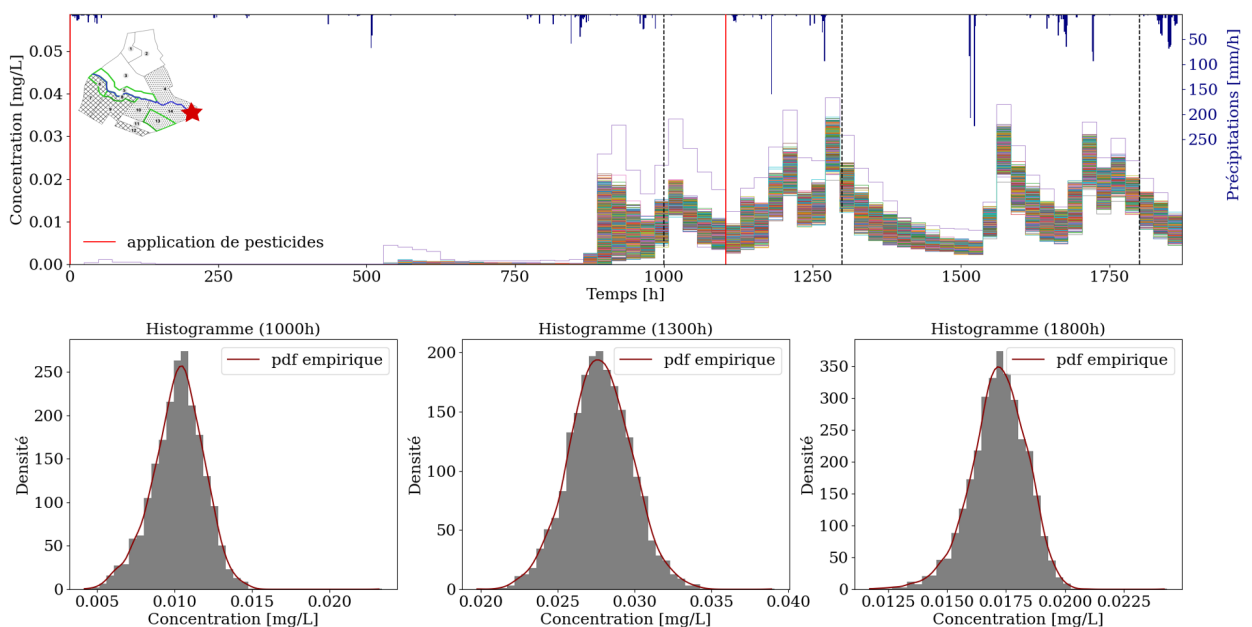 Concentration [mg/L]
0.05
0.04
0.03
0.02
0.01
0.00
application de pesticides
50
100
150
200
250
Précipitations [mm/h]
0 250 500 750 1000 1250 1500 1750
Temps [h]
Histogramme (1000h)
pdf empirique
Densité
250
200
150
100
50
0
0.005 0.010 0.015 0.020
Concentration [mg/L]
Histogramme (1300h)
pdf empirique
Densité
200
150
100
50
0
0.020 0.025 0.030 0.035 0.040
Concentration [mg/L]
Histogramme (1800h)
pdf empirique
Densité
350
300
250
200
150
100
50
0
0.0125 0.0150 0.0175 0.0200 0.0225
Concentration [mg/L]